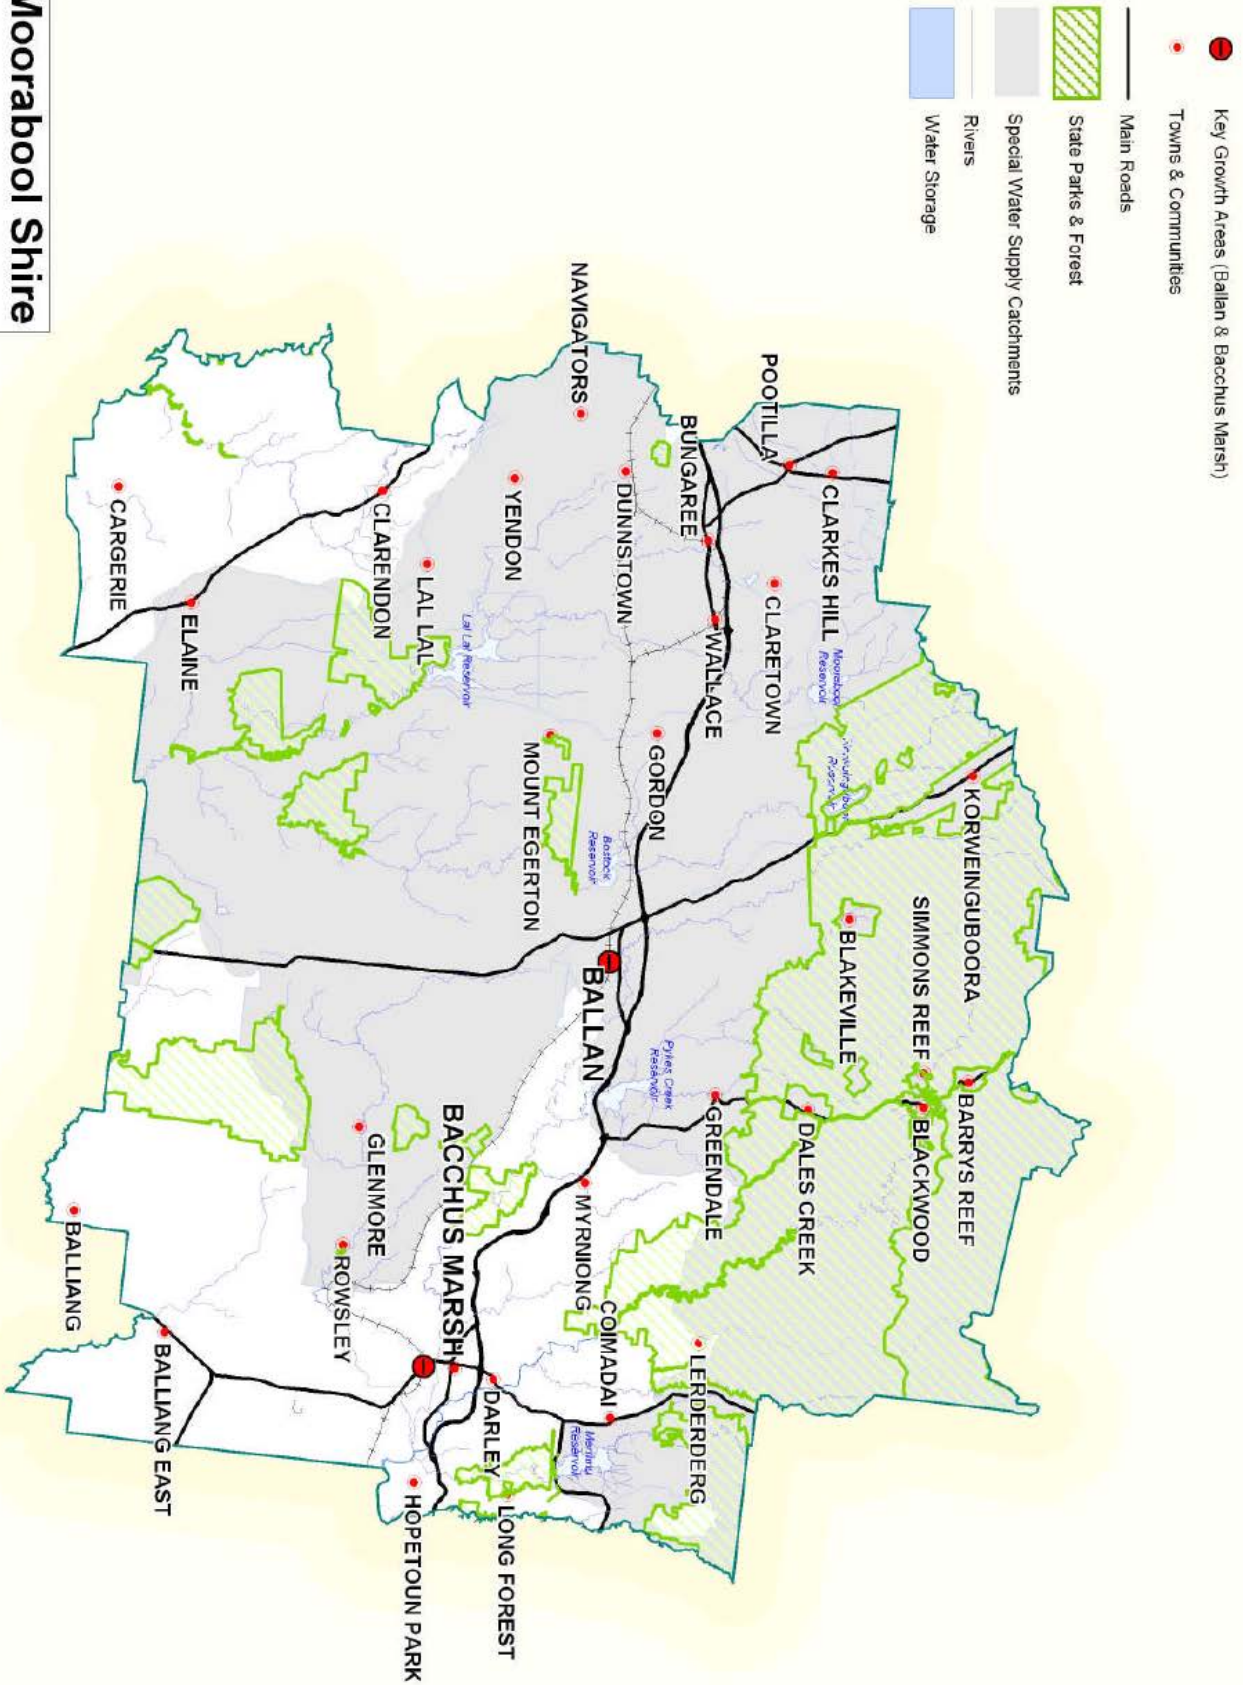 Key Growth Areas (Ballan & Bacchus Marsh)
Towns & Communities
Main Roads
State Parks & Forest
Special Water Supply Catchments
Rivers
Water Storage
Moorabool Shire
KORWEINGUBOORA
BARRYS REEF
SIMMONS REEF
BLACKWOOD
BLAKEVILLE
CLARKES HILL
Moorabool
Reservoir
Reservoir
DALES CREEK
POOTILLA
CLARETOWN
WALLACE
GREENDALE
LERDERDERG
BUNGAREE
GORDON
Pykes Creek
Reservoir
DUNNSTOWN
Bostock
Reservoir
BALLAN
MYRNIONG
COIMADAI
NAVIGATORS
Merrimu
Reservoir
MOUNT EGERTON
YENDON
LONG FOREST
DARLEY
Lal Lal Reservoir
BACCHUS MARSH
LAL LAL
HOPETOUN PARK
CLARENDON
GLENMORE
ROWSLEY
ELAINE
BALLIANG EAST
CARGERIE
BALLIANG